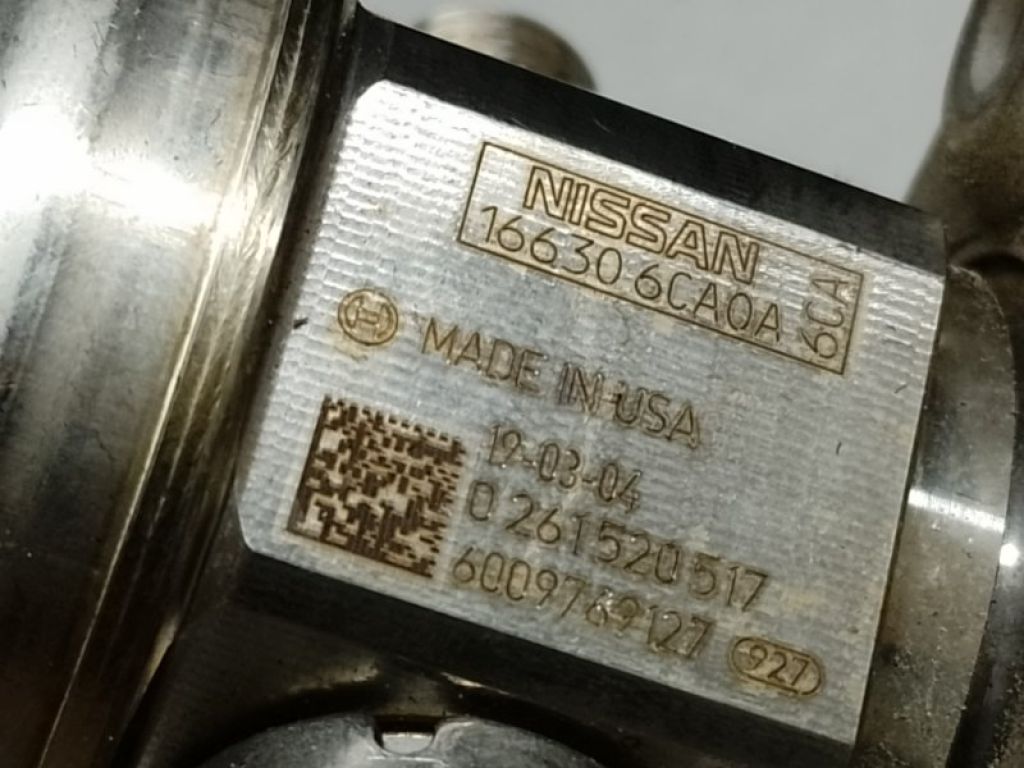 NISSAN
16630 6CA0A
6CA
MADE IN USA
19-03-04
0 261 520 517
6009769127
927